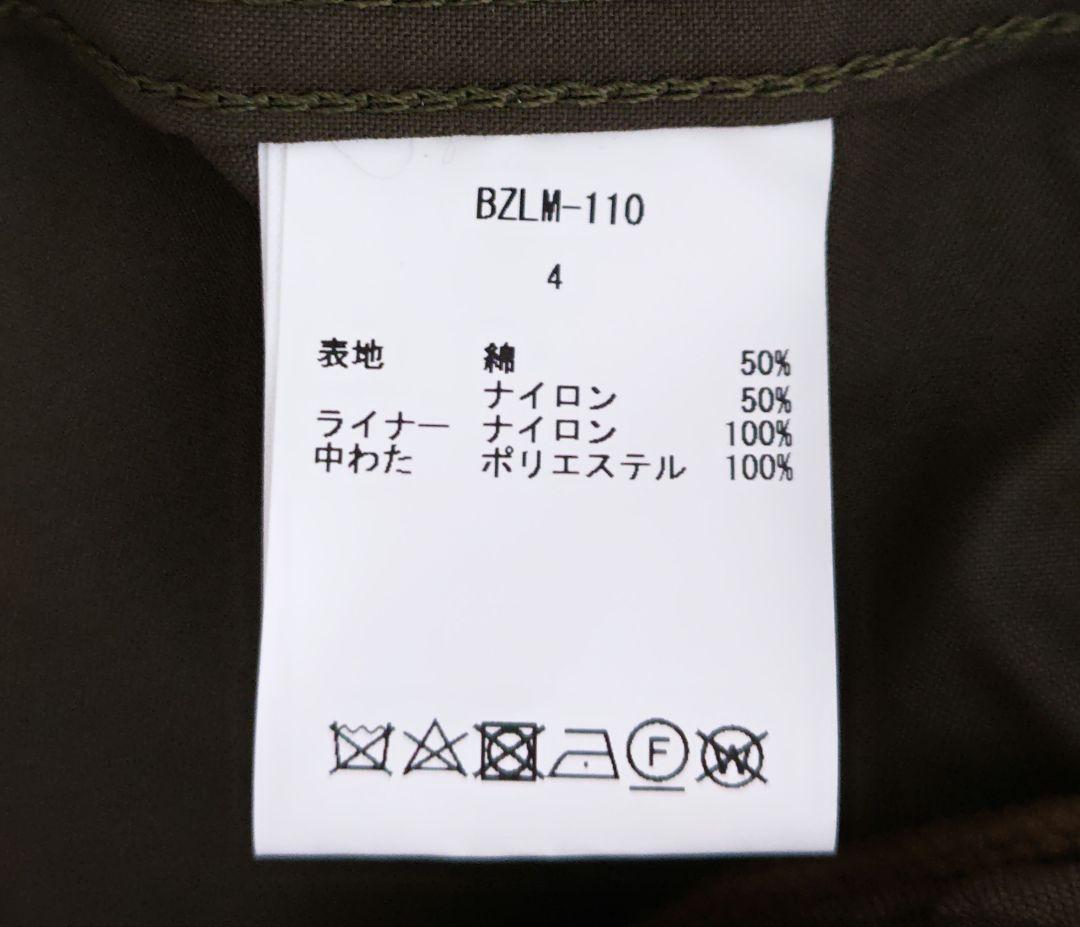 BZLM-110
4
表地 綿 50%
ナイロン 50%
ライナー ナイロン 100%
中わた ポリエステル 100%
F W